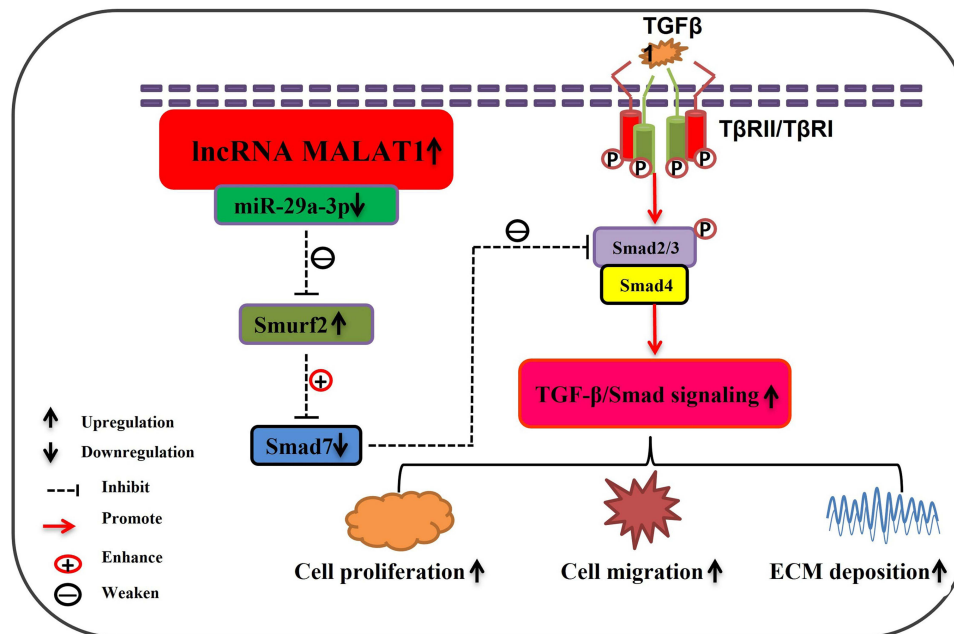 TGFβ
1
TβRII/TβRI
P
P
P
P
lncRNA MALAT1
miR-29a-3p
Smad2/3
P
Smad4
Smurf2
+
TGF-β/Smad signaling
Smad7
Upregulation
Downregulation
Inhibit
Promote
+ Enhance
Weaken
Cell proliferation
Cell migration
ECM deposition